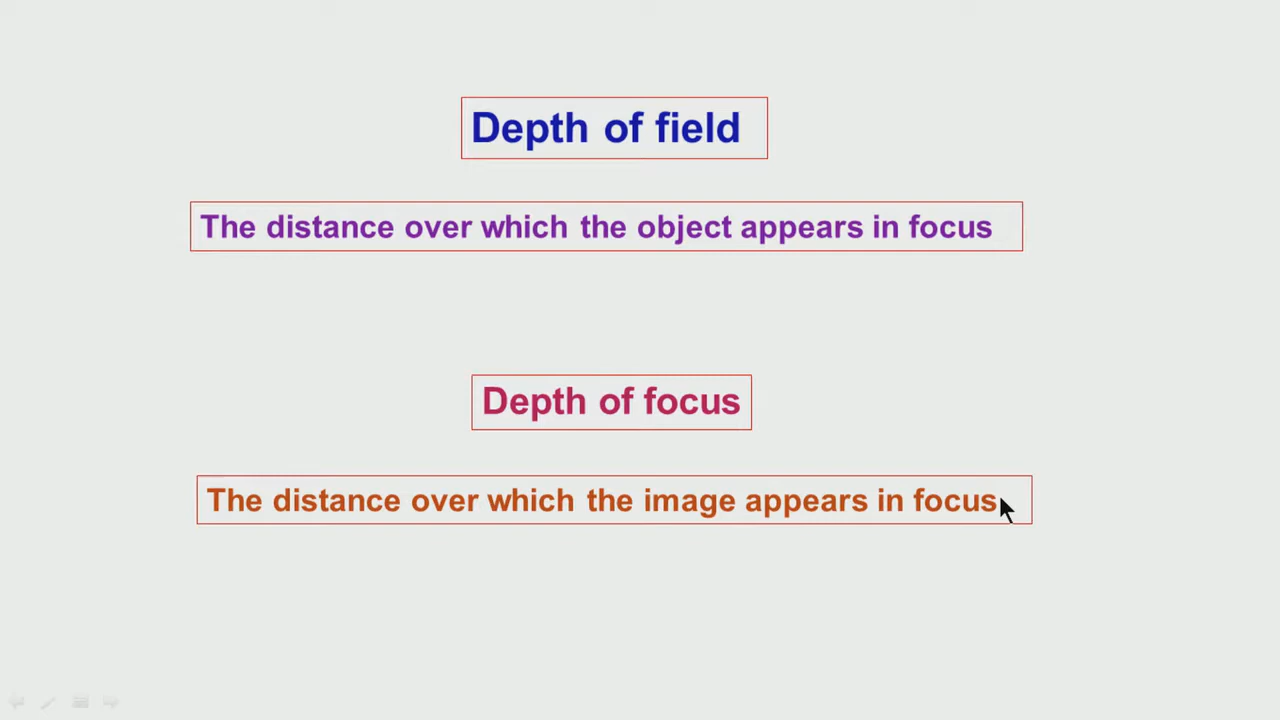 Depth of field
The distance over which the object appears in focus
Depth of focus
The distance over which the image appears in focus